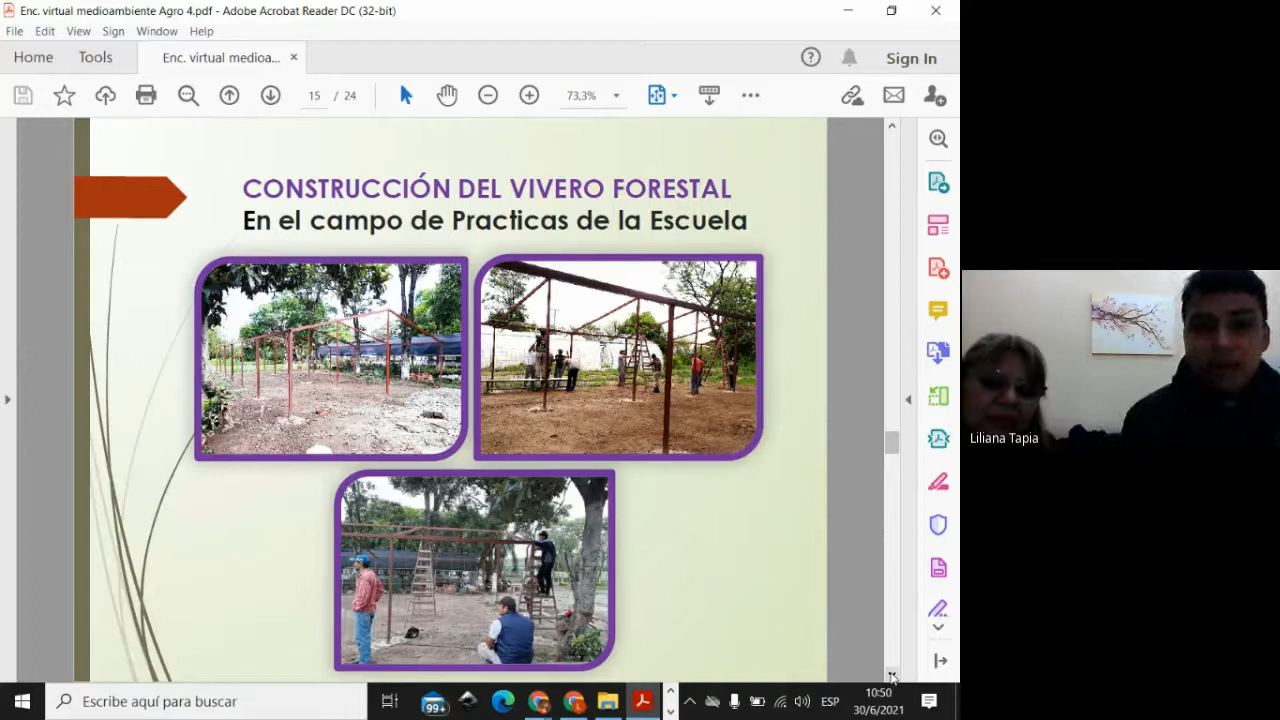 Enc. virtual medioambiente Agro 4.pdf - Adobe Acrobat Reader DC (32-bit)
File Edit View Sign Window Help
Home Tools Enc. virtual medioa... Sign In
15 / 24 73,3%
CONSTRUCCIÓN DEL VIVERO FORESTAL
En el campo de Practicas de la Escuela
Liliana Tapia
Escribe aquí para buscar
99+
ESP
10:50
30/6/2021